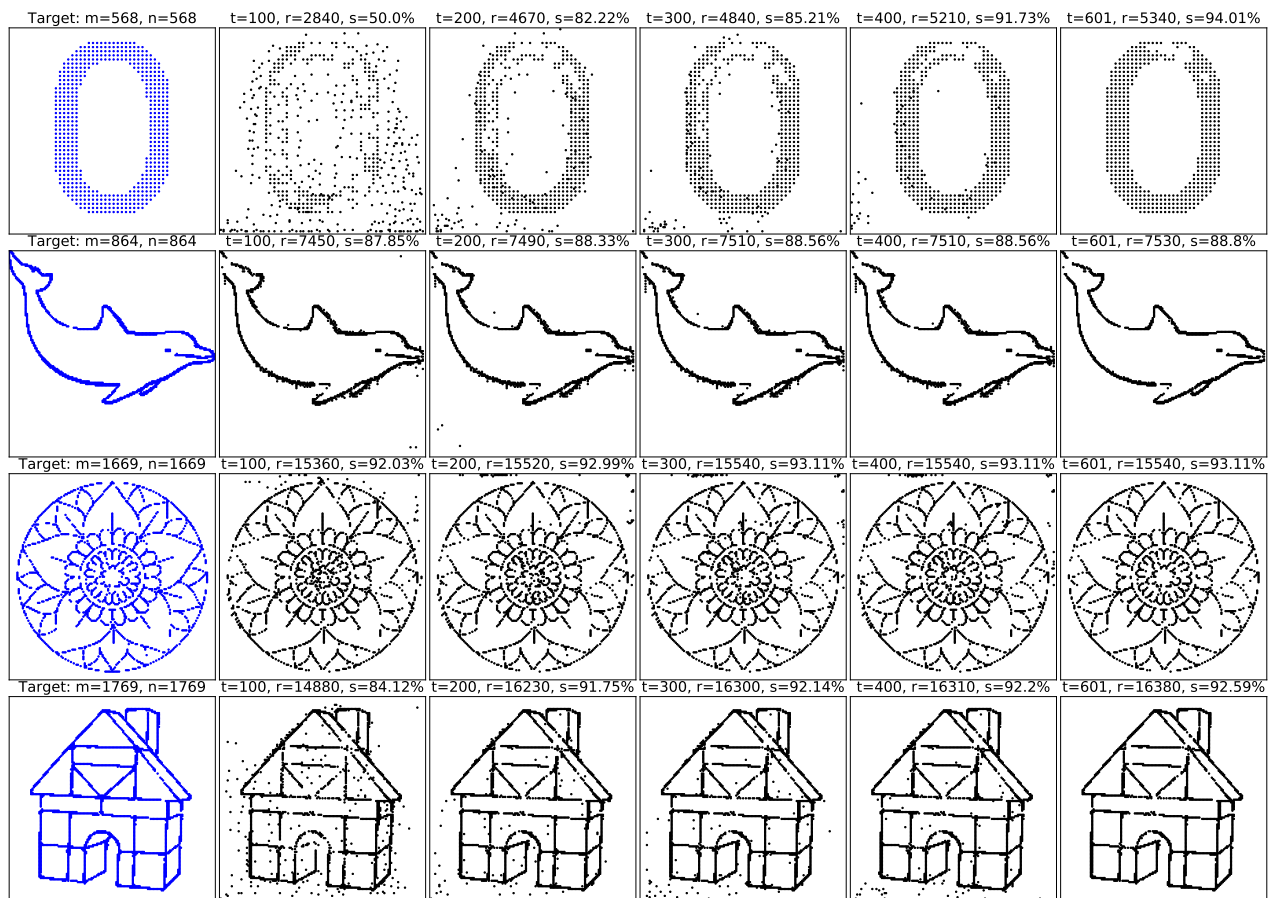 Target: m=568, n=568
t=100, r=2840, s=50.0%
t=200, r=4670, s=82.22%
t=300, r=4840, s=85.21%
t=400, r=5210, s=91.73%
t=601, r=5340, s=94.01%
Target: m=864, n=864
t=100, r=7450, s=87.85%
t=200, r=7490, s=88.33%
t=300, r=7510, s=88.56%
t=400, r=7510, s=88.56%
t=601, r=7530, s=88.8%
Target: m=1669, n=1669
t=100, r=15360, s=92.03%
t=200, r=15520, s=92.99%
t=300, r=15540, s=93.11%
t=400, r=15540, s=93.11%
t=601, r=15540, s=93.11%
Target: m=1769, n=1769
t=100, r=14880, s=84.12%
t=200, r=16230, s=91.75%
t=300, r=16300, s=92.14%
t=400, r=16310, s=92.2%
t=601, r=16380, s=92.59%